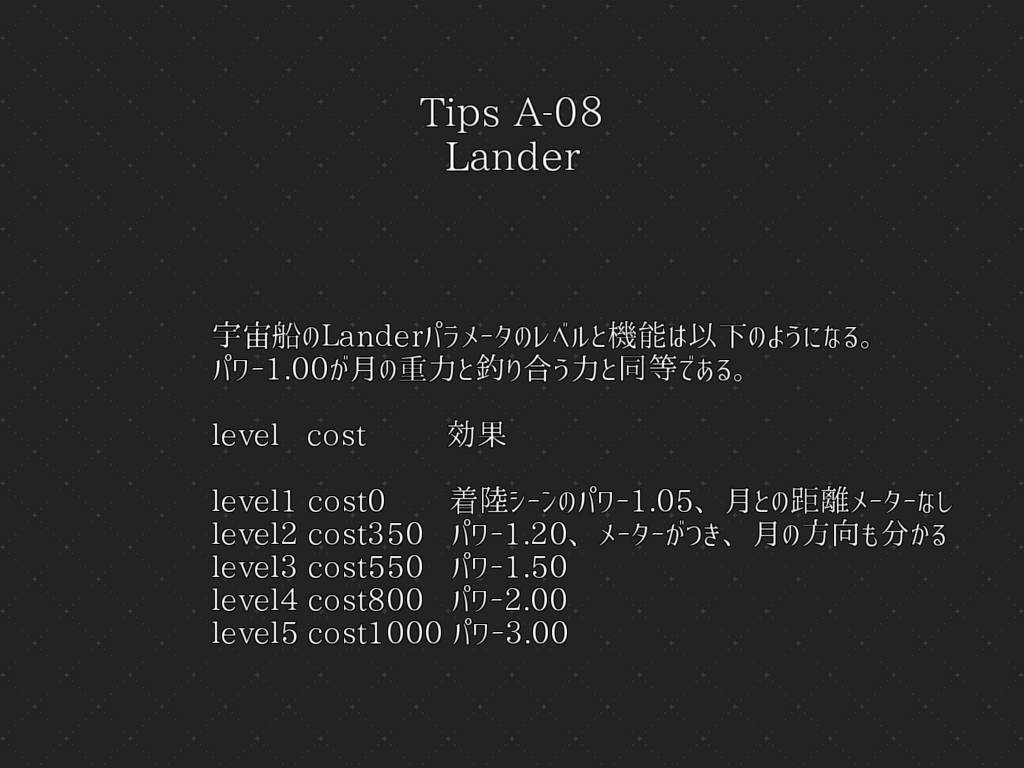 Tips A-08
Lander
宇宙船のLanderパラメータのレベルと機能は以下のようになる。
パワー1.00が月の重力と釣り合う力と同等である。
level cost 効果
level1 cost0 着陸シーンのパワー1.05、月との距離メーターなし
level2 cost350 パワー1.20、メーターがつき、月の方向も分かる
level3 cost550 パワー1.50
level4 cost800 パワー2.00
level5 cost1000 パワー3.00